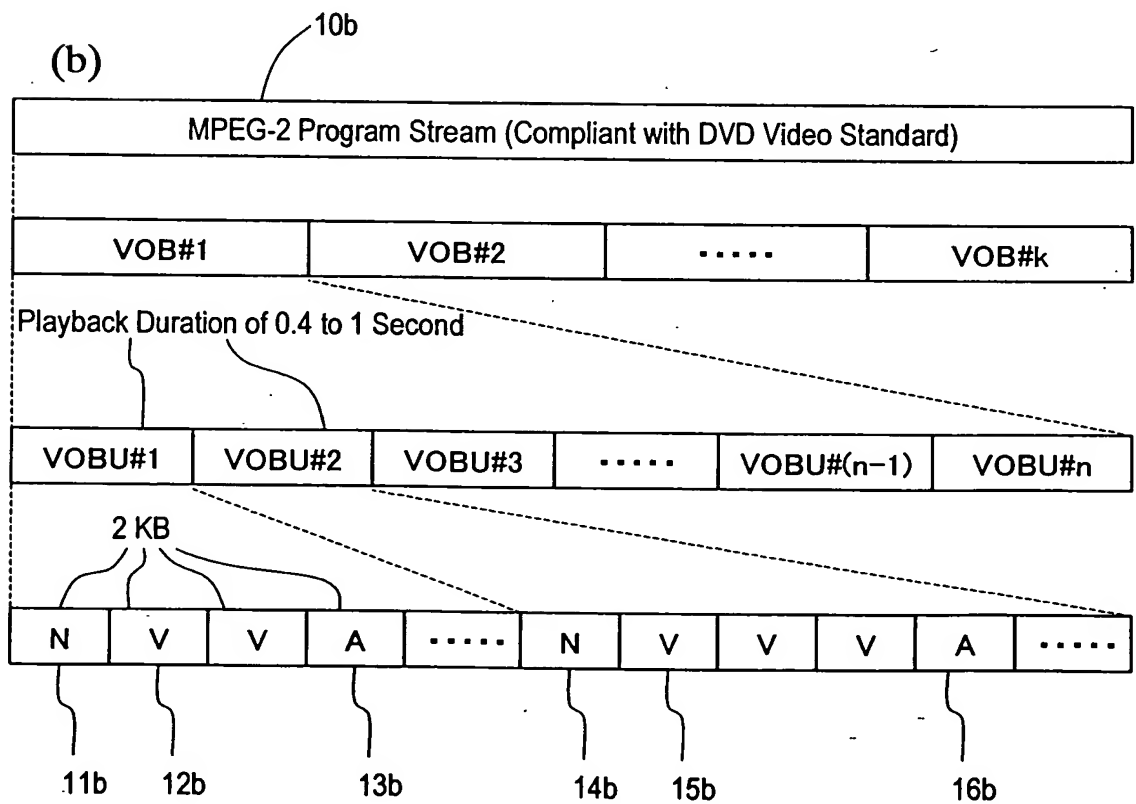 10b
(b)
MPEG-2 Program Stream (Compliant with DVD Video Standard)
VOB#1 VOB#2 ····· VOB#k
Playback Duration of 0.4 to 1 Second
VOBU#1 VOBU#2 VOBU#3 ····· VOBU#(n-1) VOBU#n
2 KB
N V V A ····· N V V V A ·····
11b 12b 13b 14b 15b 16b